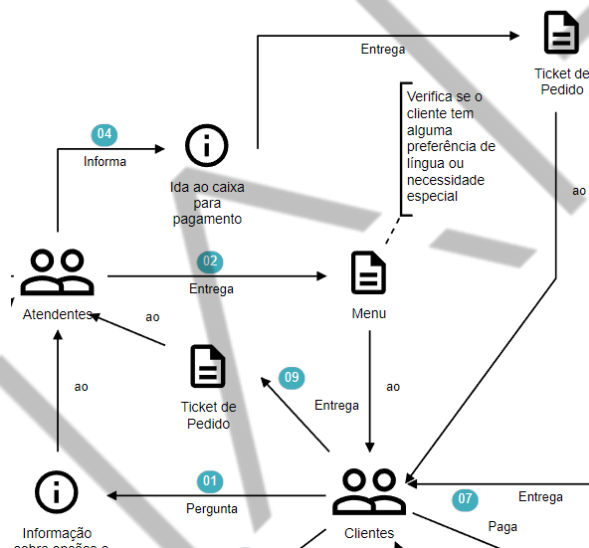 Entrega
Ticket de
Pedido
Verifica se o
cliente tem
alguma
preferência de
língua ou
necessidade
especial
04
Informa
Ida ao caixa
para
pagamento
ao
02
Entrega
Atendentes
Menu
ao
ao
Ticket de
Pedido
09
Entrega
ao
01
Pergunta
07
Entrega
Informação
sobre opções e
Clientes
Paga